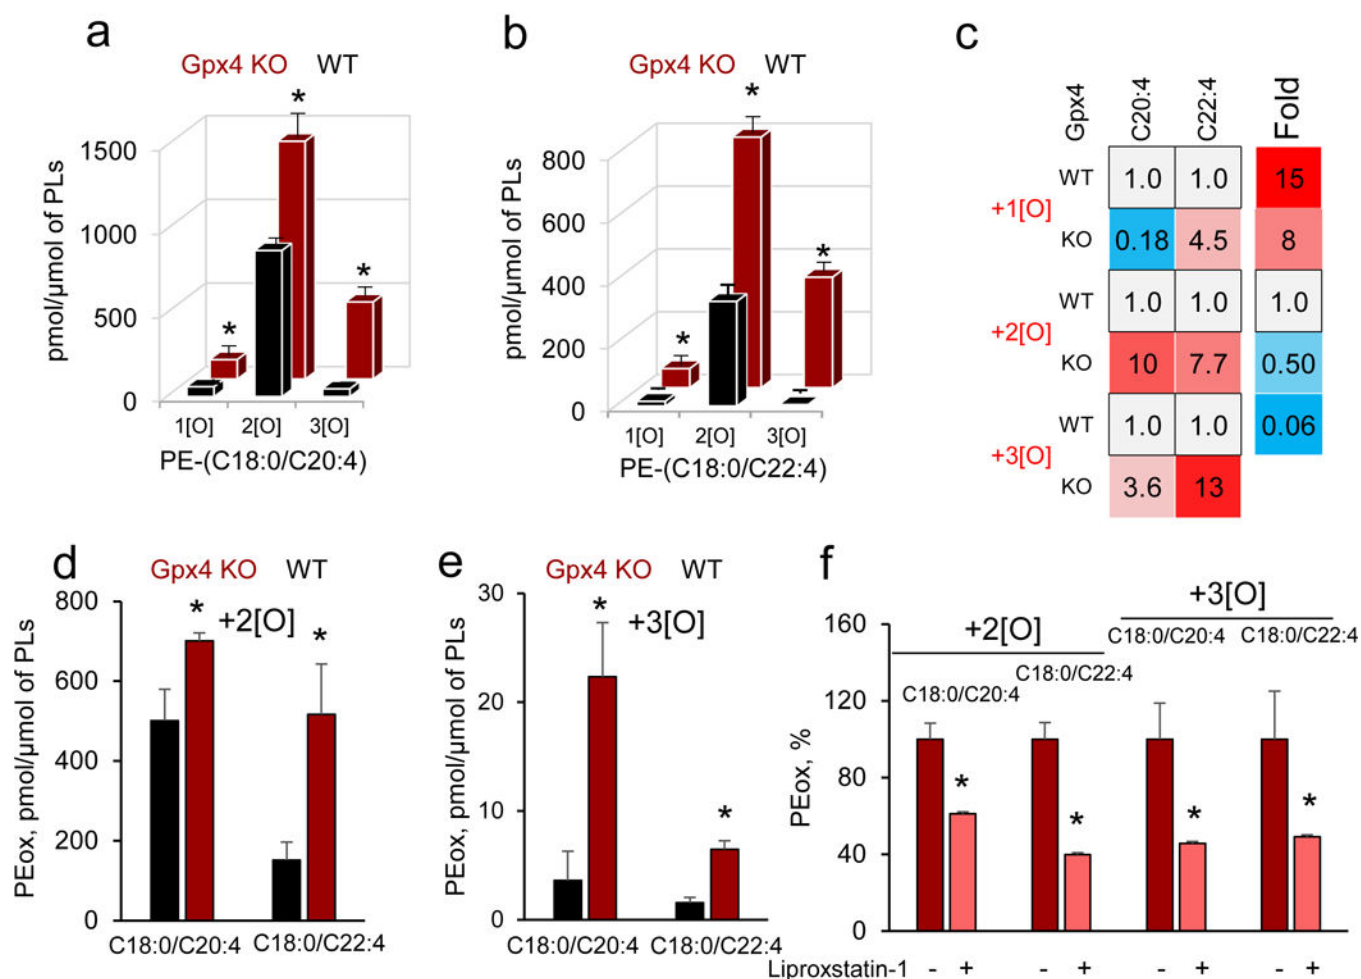 a
Gpx4 KO WT
pmol/µmol of PLs
1500
1000
500
0
*
*
*
1[O] 2[O] 3[O]
PE-(C18:0/C20:4)
b
Gpx4 KO WT
pmol/µmol of PLs
800
600
400
200
0
*
*
*
1[O] 2[O] 3[O]
PE-(C18:0/C22:4)
c
Gpx4 C20:4 C22:4 Fold
WT 1.0 1.0 15
+1[O]
KO 0.18 4.5 8
WT 1.0 1.0 1.0
+2[O]
KO 10 7.7 0.50
WT 1.0 1.0 0.06
+3[O]
KO 3.6 13
d
Gpx4 KO WT
+2[O]
PEox, pmol/µmol of PLs
800
600
400
200
0
* *
C18:0/C20:4 C18:0/C22:4
e
Gpx4 KO WT
+3[O]
PEox, pmol/µmol of PLs
30
20
10
0
* *
C18:0/C20:4 C18:0/C22:4
f
+2[O] +3[O]
C18:0/C20:4 C18:0/C22:4 C18:0/C20:4 C18:0/C22:4
PEox, %
160
120
80
40
0
* * * *
Liproxstatin-1 - + - + - + - +